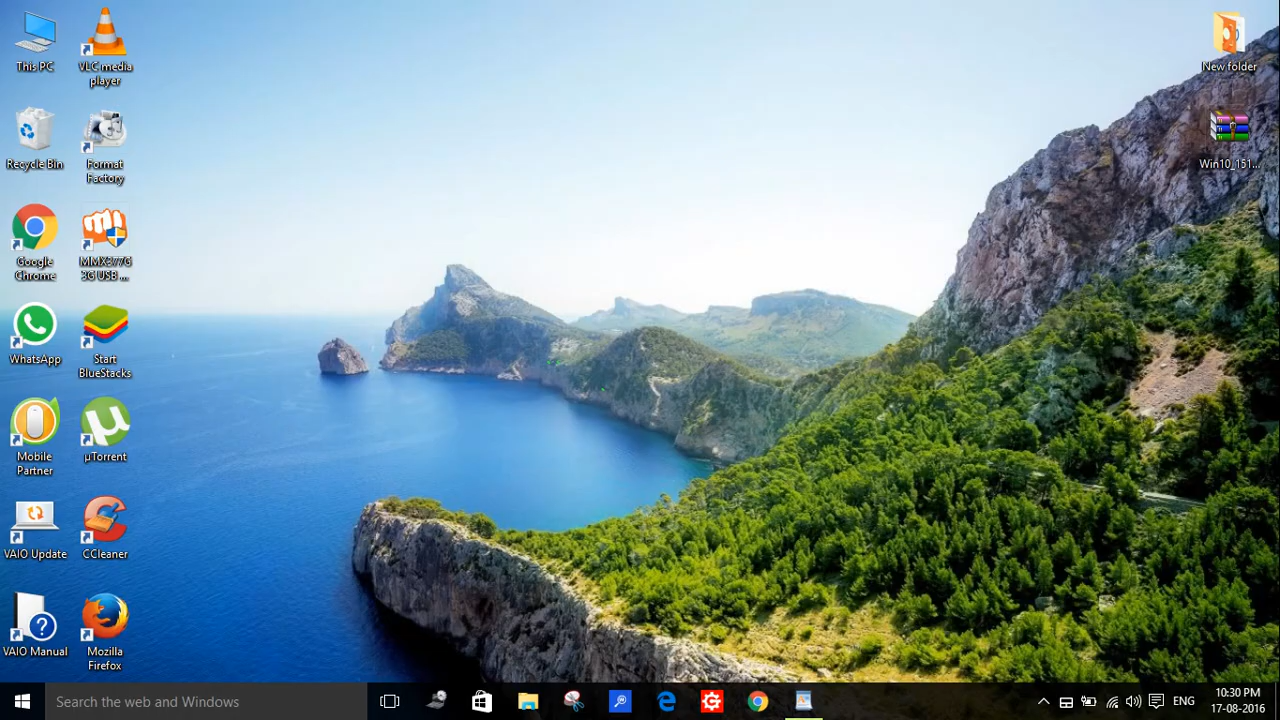 This PC
VLC media
player
Recycle Bin
Format
Factory
Google
Chrome
MMX377G
3G USB ...
WhatsApp
Start
BlueStacks
Mobile
Partner
µTorrent
VAIO Update
CCleaner
VAIO Manual
Mozilla
Firefox
New folder
Win10_151...
Search the web and Windows
ENG
10:30 PM
17-08-2016